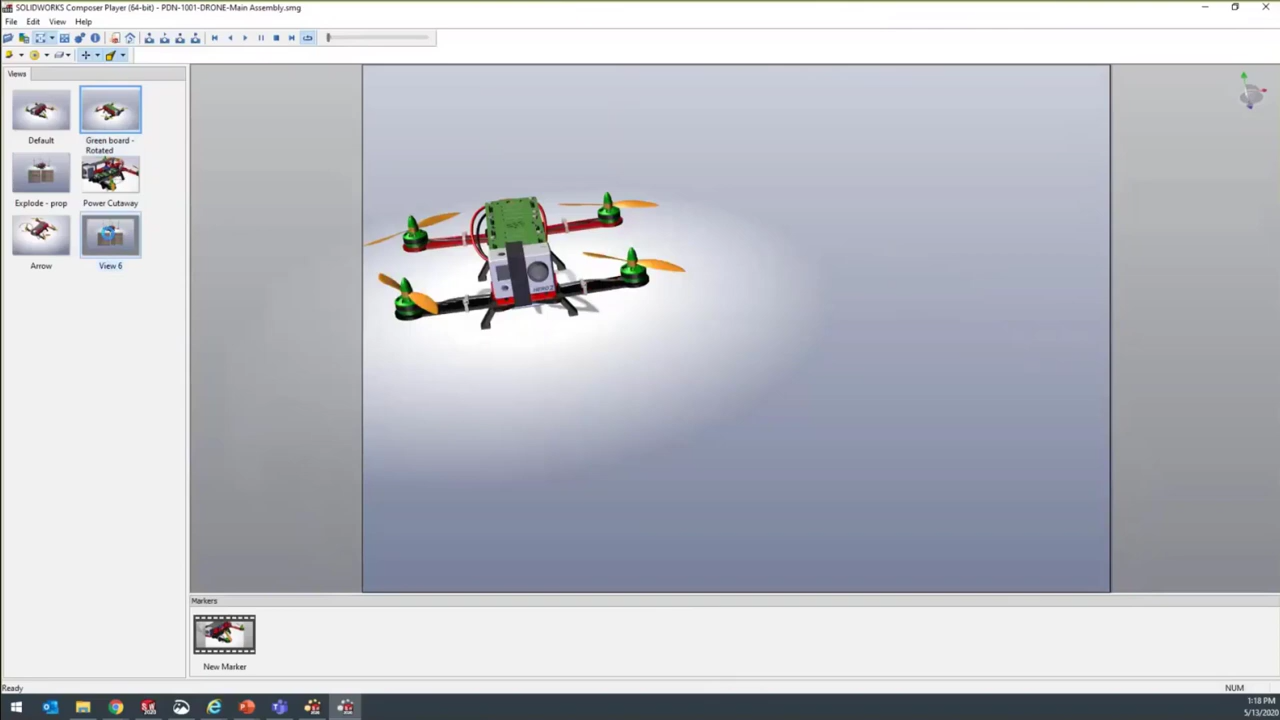 SOLIDWORKS Composer Player (64-bit) - PDN-1001-DRONE-Main Assembly.smg
File Edit View Help
Views
Default
Green board -
Rotated
Explode - prop
Power Cutaway
Arrow
View 6
HERO 3
Markers
New Marker
Ready
NUM
1:18 PM
5/13/2020